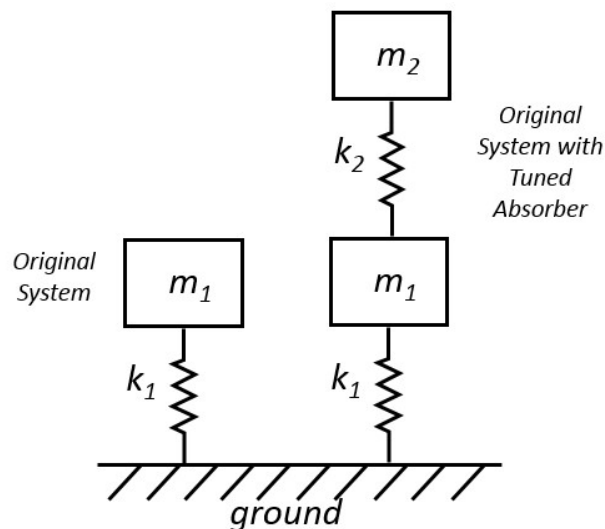 m2
Original
System with
Tuned
Absorber
k2
Original
System
m1
m1
k1
k1
ground